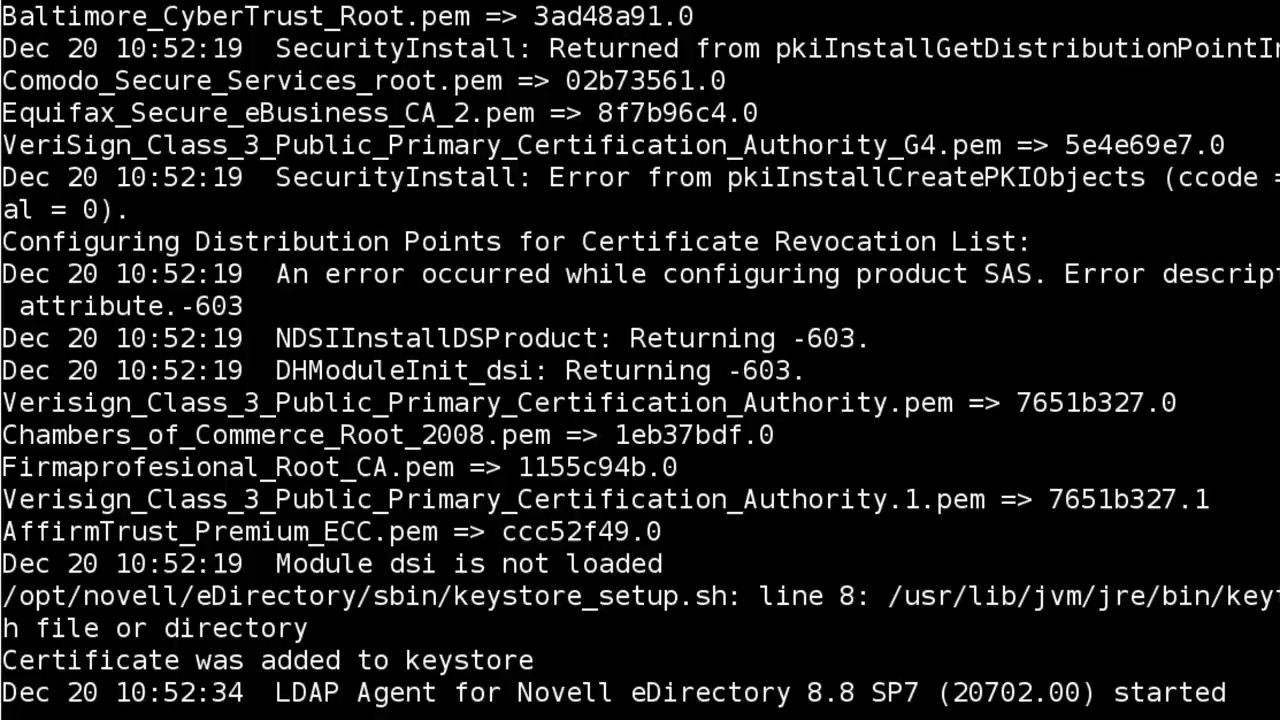 Baltimore_CyberTrust_Root.pem => 3ad48a91.0
Dec 20 10:52:19  SecurityInstall: Returned from pkiInstallGetDistributionPointIn
Comodo_Secure_Services_root.pem => 02b73561.0
Equifax_Secure_eBusiness_CA_2.pem => 8f7b96c4.0
VeriSign_Class_3_Public_Primary_Certification_Authority_G4.pem => 5e4e69e7.0
Dec 20 10:52:19  SecurityInstall: Error from pkiInstallCreatePKIObjects (ccode =
al = 0).
Configuring Distribution Points for Certificate Revocation List:
Dec 20 10:52:19  An error occurred while configuring product SAS. Error descrip
 attribute.-603
Dec 20 10:52:19  NDSIInstallDSProduct: Returning -603.
Dec 20 10:52:19  DHModuleInit_dsi: Returning -603.
Verisign_Class_3_Public_Primary_Certification_Authority.pem => 7651b327.0
Chambers_of_Commerce_Root_2008.pem => 1eb37bdf.0
Firmaprofesional_Root_CA.pem => 1155c94b.0
Verisign_Class_3_Public_Primary_Certification_Authority.1.pem => 7651b327.1
AffirmTrust_Premium_ECC.pem => ccc52f49.0
Dec 20 10:52:19  Module dsi is not loaded
/opt/novell/eDirectory/sbin/keystore_setup.sh: line 8: /usr/lib/jvm/jre/bin/keyt
h file or directory
Certificate was added to keystore
Dec 20 10:52:34  LDAP Agent for Novell eDirectory 8.8 SP7 (20702.00) started